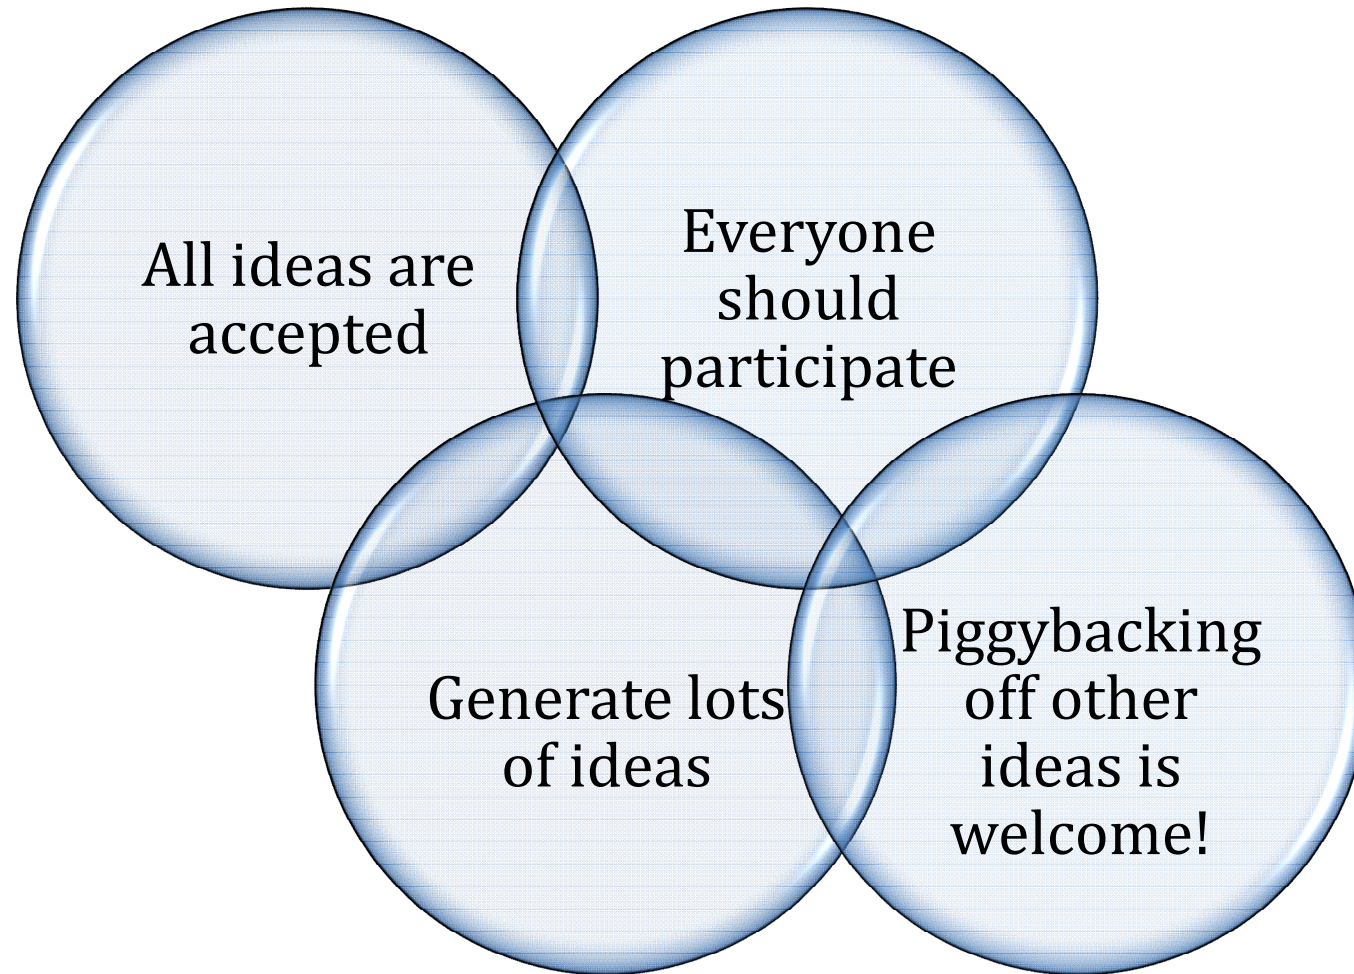 All ideas are
accepted
Everyone
should
participate
Generate lots
of ideas
Piggybacking
off other
ideas is
welcome!